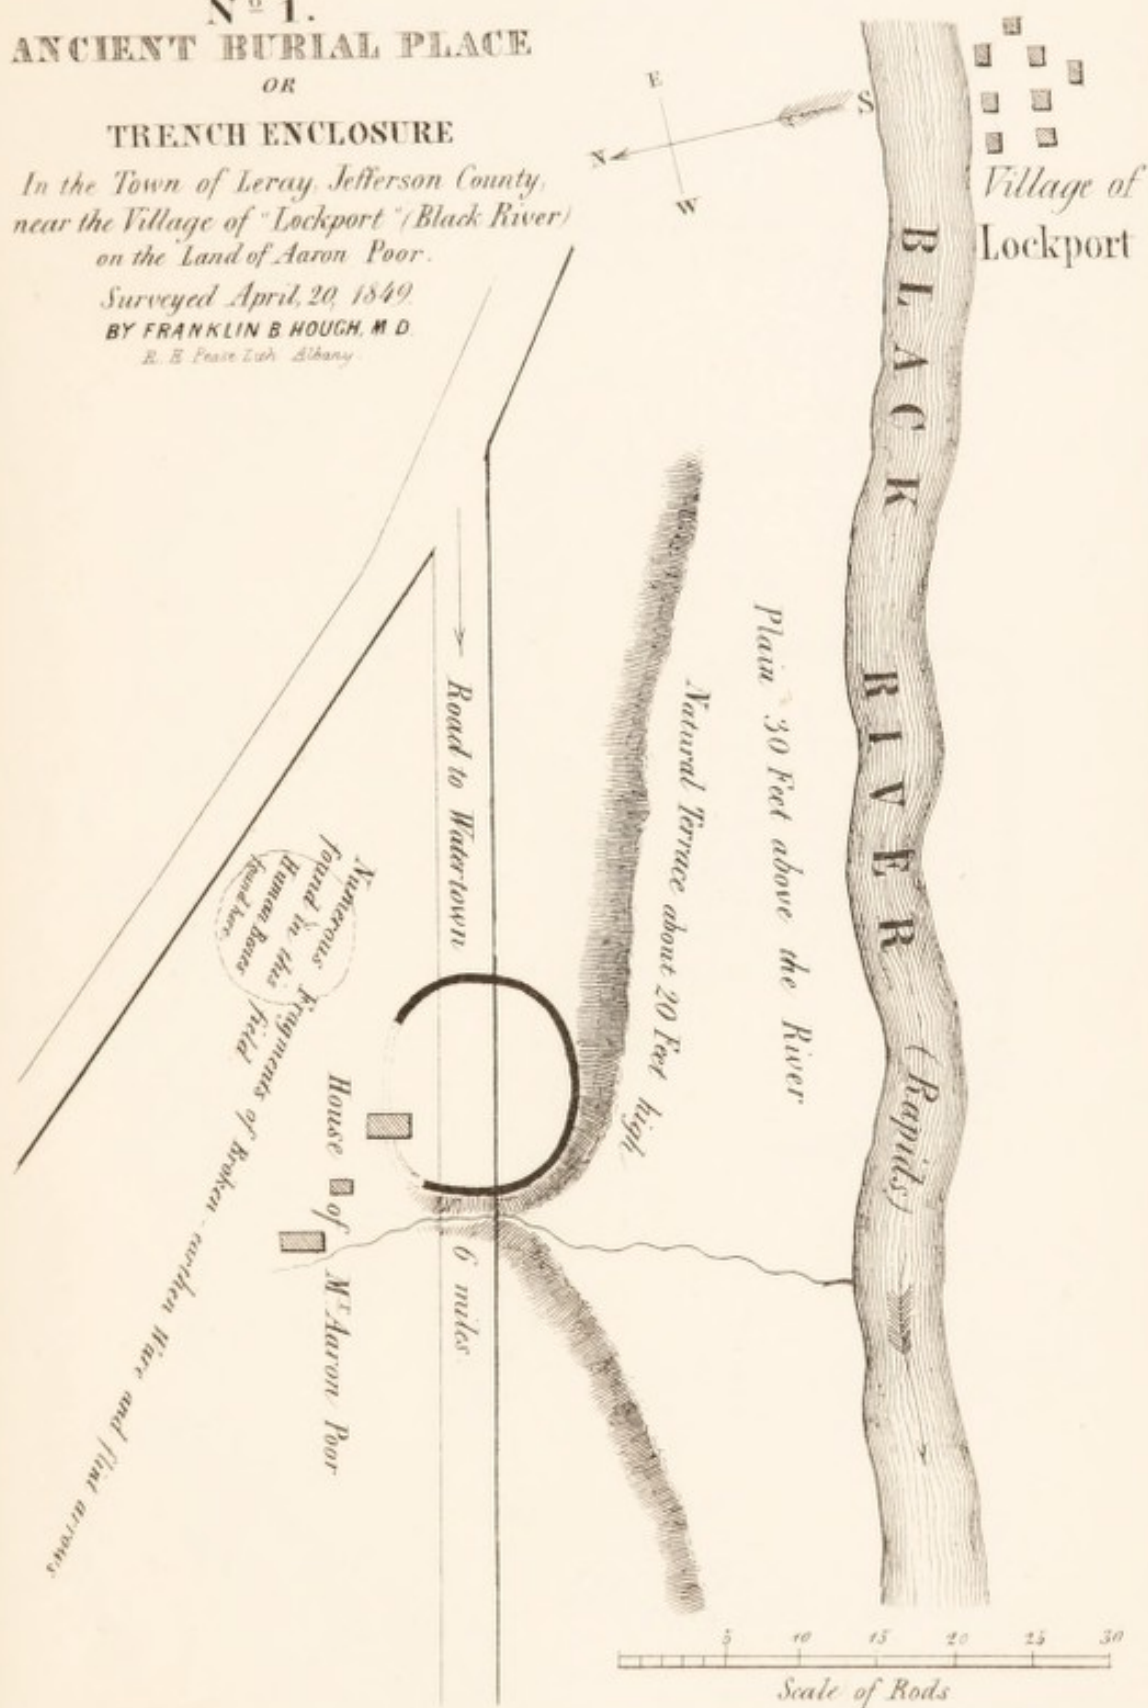 No 1.
ANCIENT BURIAL PLACE
OR
TRENCH ENCLOSURE
In the Town of Leray, Jefferson County,
near the Village of "Lockport" (Black River)
on the Land of Aaron Poor.
Surveyed April, 20, 1849.
BY FRANKLIN B. HOUGH, M D.
R. H. Pease Lith Albany.
E
N
S
W
Village of
Lockport
BLACK RIVER (Rapids)
Plain 30 Feet above the River
Natural Terrace about 20 Feet high
Road to Watertown 6 miles
Numerous Fragments of Broken-earthen Ware and flint arrows
found in this field
Human Bones
found here
House of Mr Aaron Poor
5 10 15 20 25 30
Scale of Rods